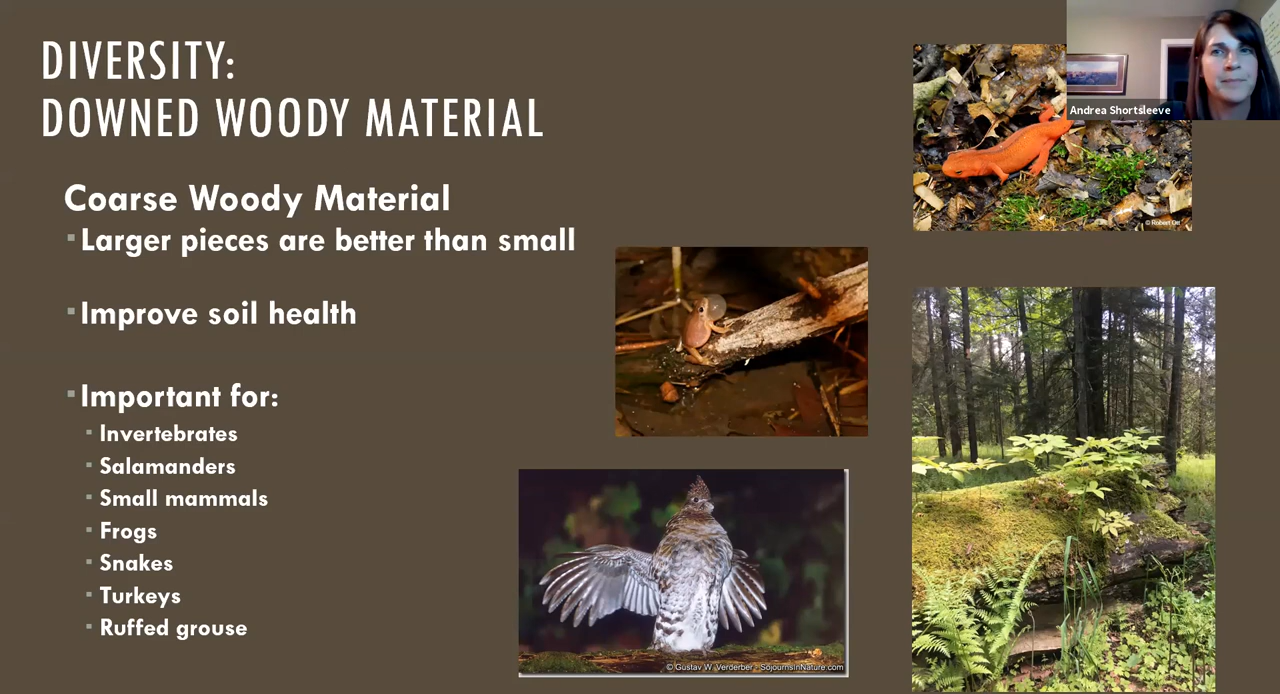 DIVERSITY:
DOWNED WOODY MATERIAL
Coarse Woody Material
Larger pieces are better than small
Improve soil health
Important for:
Invertebrates
Salamanders
Small mammals
Frogs
Snakes
Turkeys
Ruffed grouse
Andrea Shortsleeve
© Gustav W. Verderber - SojournsInNature.com